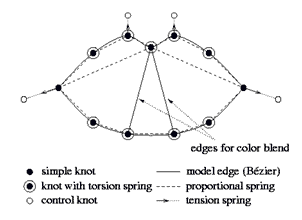 edges for color blend
simple knot
model edge (Bézier)
knot with torsion spring
proportional spring
control knot
tension spring